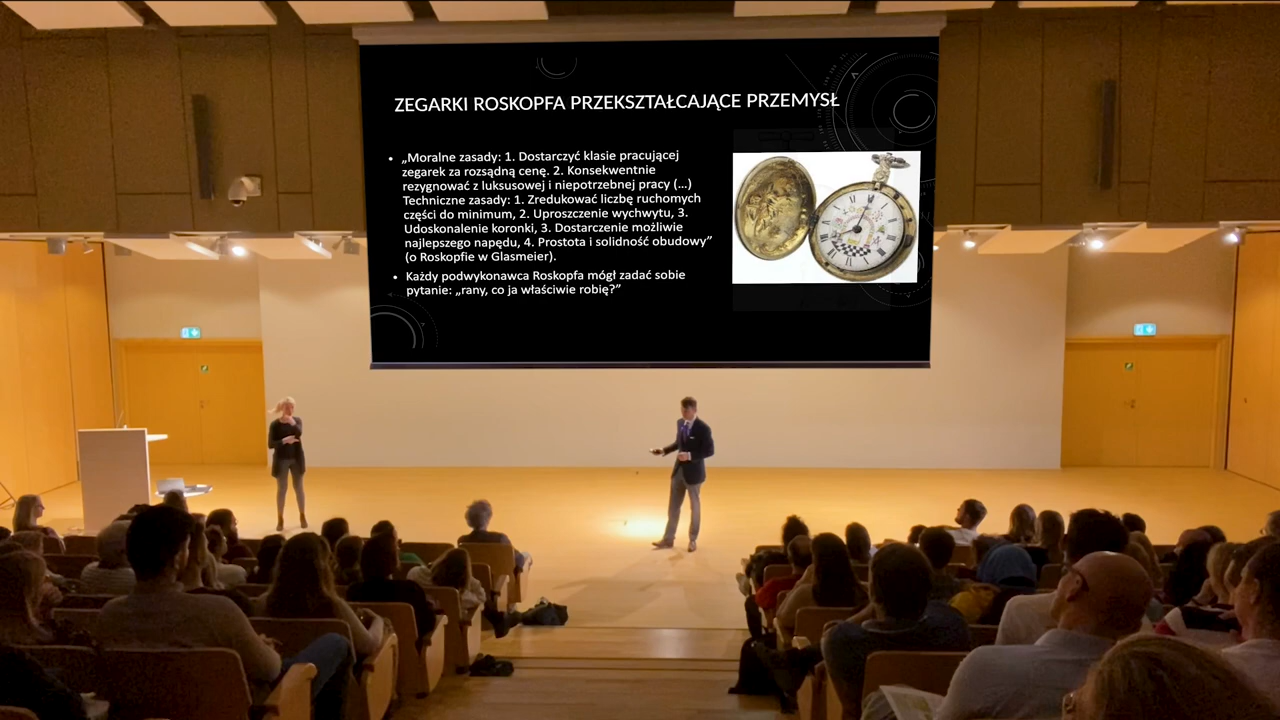 ZEGARKI ROSKOPFA PRZEKSZTAŁCAJĄCE PRZEMYSŁ
• „Moralne zasady: 1. Dostarczyć klasie pracującej
zegarek za rozsądną cenę. 2. Konsekwentnie
rezygnować z luksusowej i niepotrzebnej pracy (...)
Techniczne zasady: 1. Zredukować liczbę ruchomych
części do minimum, 2. Uproszczenie wychwytu, 3.
Udoskonalenie koronki, 3. Dostarczenie możliwie
najlepszego napędu, 4. Prostota i solidność obudowy”
(o Roskopfie w Glasmeier).
• Każdy podwykonawca Roskopfa mógł zadać sobie
pytanie: „rany, co ja właściwie robię?”